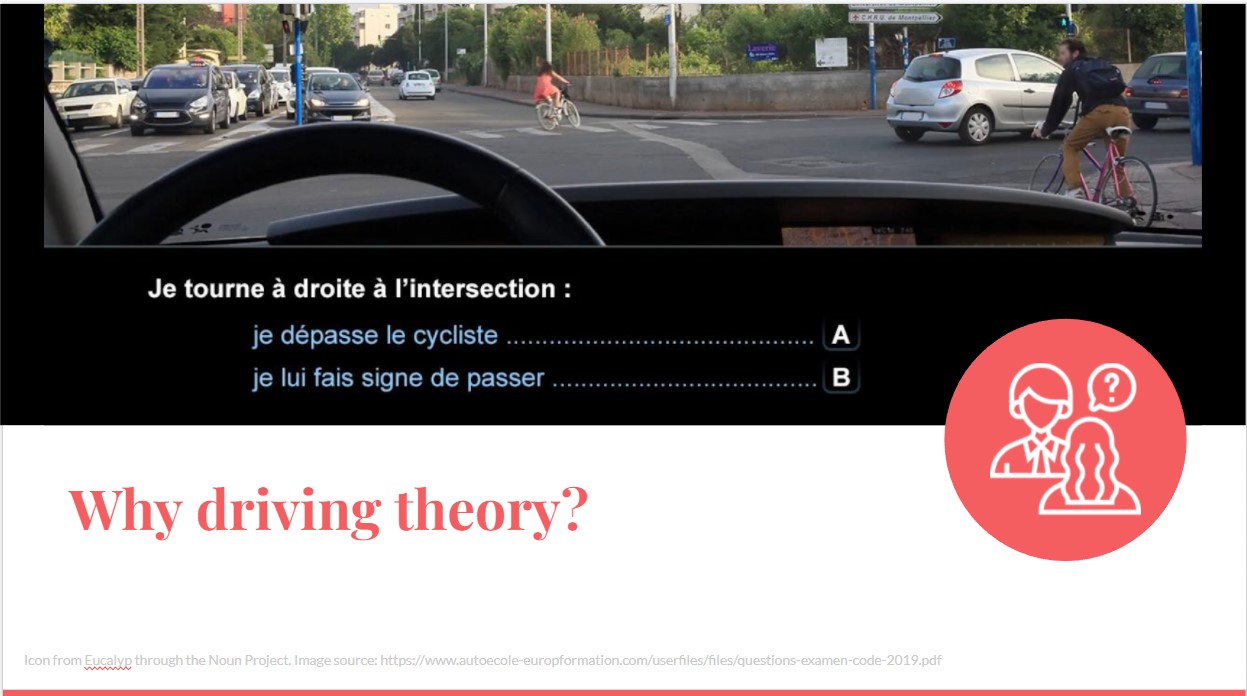 C.H.R.U. de Montpellier
Laverie
Je tourne à droite à l'intersection :
je dépasse le cycliste ........................................... A
je lui fais signe de passer ..................................... B
?
Why driving theory?
Icon from Eucalyp through the Noun Project. Image source: https://www.autoecole-europformation.com/userfiles/files/questions-examen-code-2019.pdf